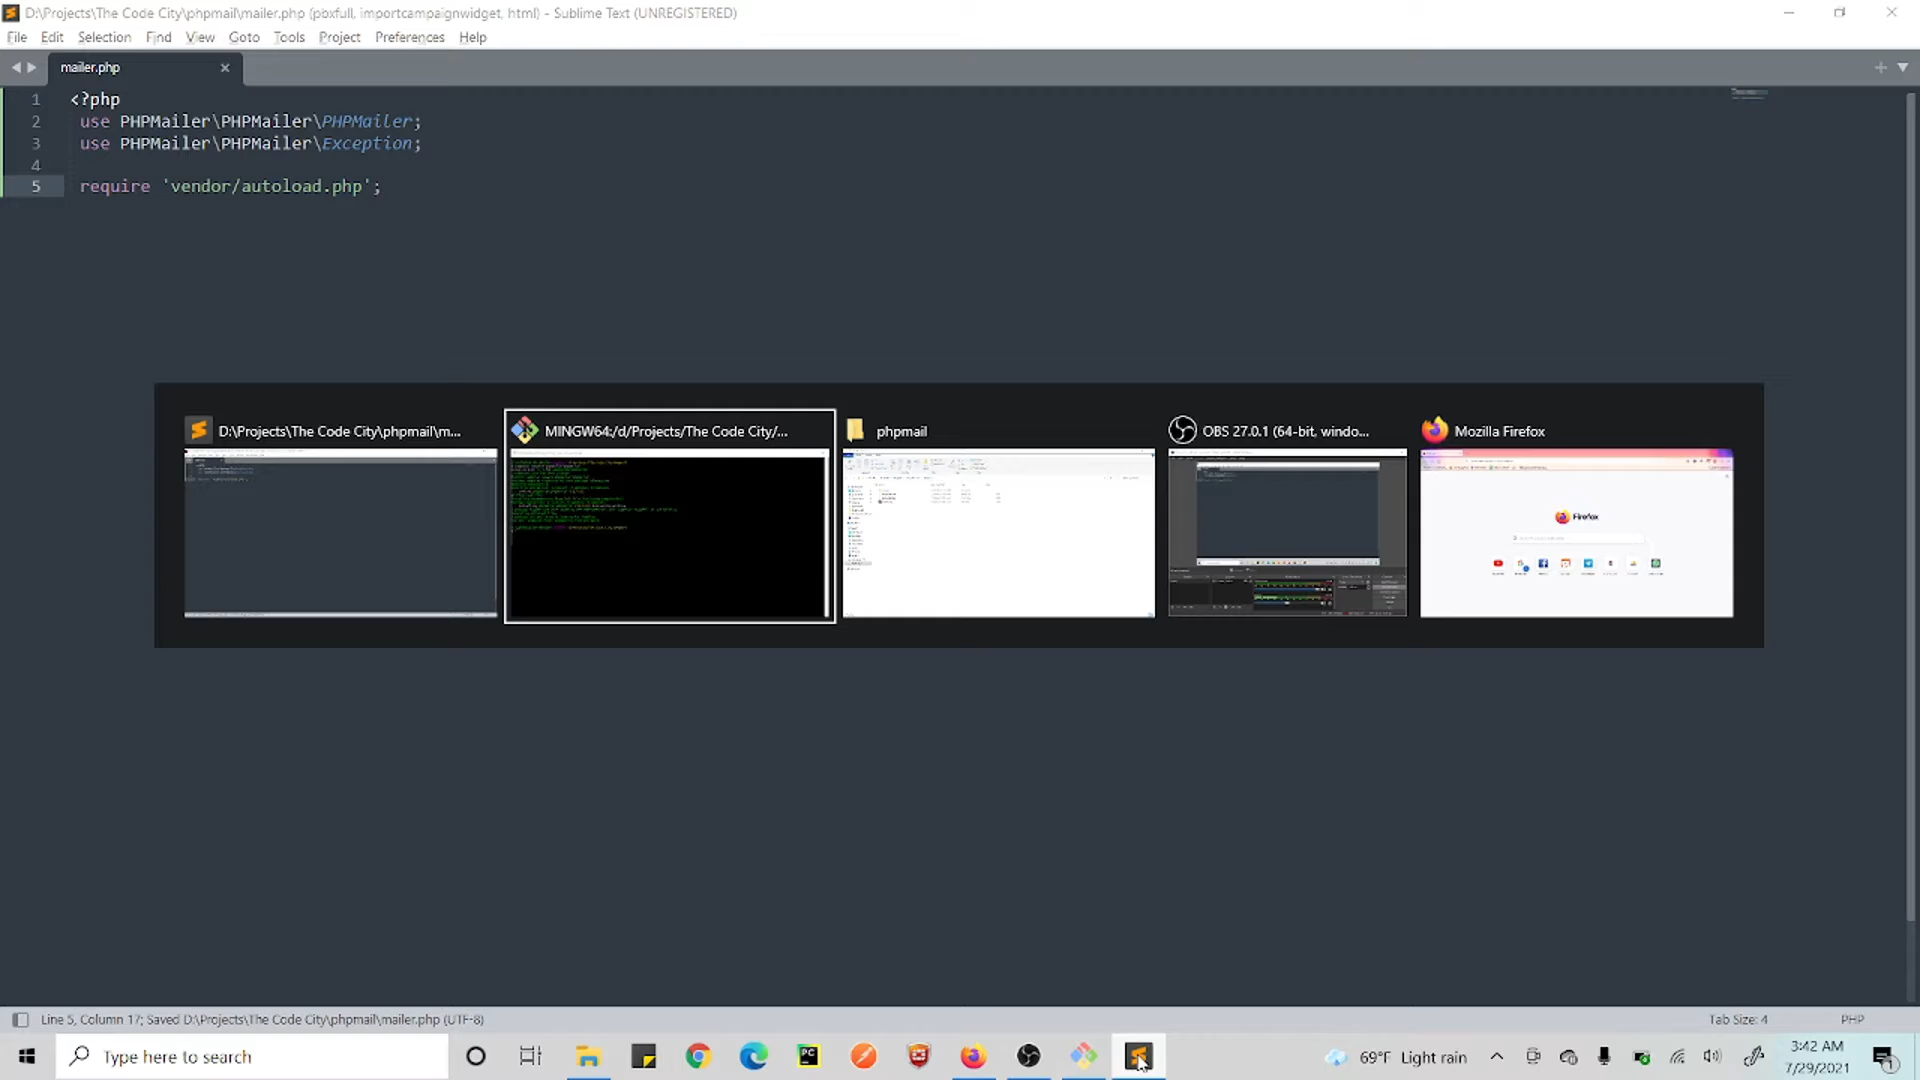 D:\Projects\The Code City\phpmail\mailer.php (pbxfull, importcampaignwidget, html) - Sublime Text (UNREGISTERED)
File Edit Selection Find View Goto Tools Project Preferences Help
mailer.php
1 <?php
2 use PHPMailer\PHPMailer\PHPMailer;
3 use PHPMailer\PHPMailer\Exception;
4
5 require 'vendor/autoload.php';
D:\Projects\The Code City\phpmail\m...
MINGW64:/d/Projects/The Code City/...
phpmail
OBS 27.0.1 (64-bit, windo...
Mozilla Firefox
Firefox
Line 5, Column 17; Saved D:\Projects\The Code City\phpmail\mailer.php (UTF-8)
Tab Size: 4
PHP
Type here to search
PC
69°F Light rain
3:42 AM
7/29/2021
1